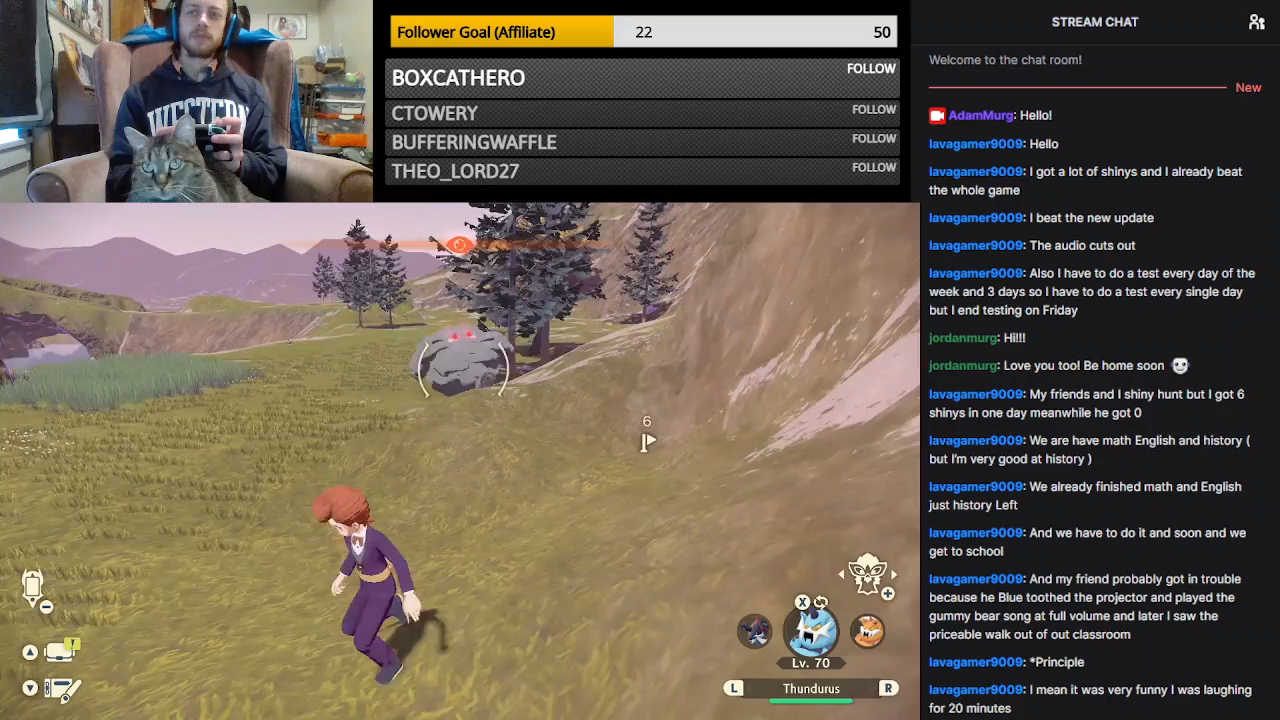 WESTERN
Follower Goal (Affiliate) 22 50
BOXCATHERO FOLLOW
CTOWERY FOLLOW
BUFFERINGWAFFLE FOLLOW
THEO_LORD27 FOLLOW
6
X
Lv. 70
L Thundurus R
STREAM CHAT
Welcome to the chat room!
New
AdamMurg: Hello!
lavagamer9009: Hello
lavagamer9009: I got a lot of shinys and I already beat
the whole game
lavagamer9009: I beat the new update
lavagamer9009: The audio cuts out
lavagamer9009: Also I have to do a test every day of the
week and 3 days so I have to do a test every single day
but I end testing on Friday
jordanmurg: Hi!!!
jordanmurg: Love you too! Be home soon
lavagamer9009: My friends and I shiny hunt but I got 6
shinys in one day meanwhile he got 0
lavagamer9009: We are have math English and history (
but I'm very good at history )
lavagamer9009: We already finished math and English
just history Left
lavagamer9009: And we have to do it and soon and we
get to school
lavagamer9009: And my friend probably got in trouble
because he Blue toothed the projector and played the
gummy bear song at full volume and later I saw the
priceable walk out of out classroom
lavagamer9009: *Principle
lavagamer9009: I mean it was very funny I was laughing
for 20 minutes